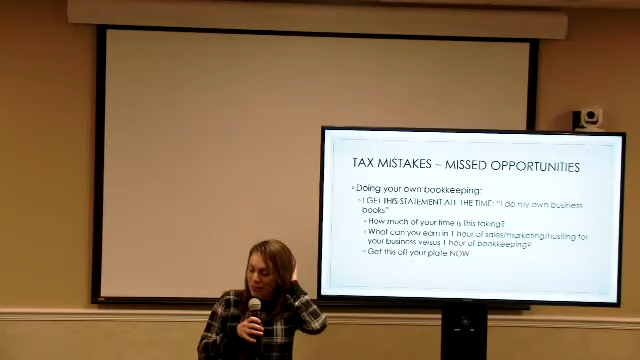 TAX MISTAKES – MISSED OPPORTUNITIES
Doing your own bookkeeping:
I GET THIS STATEMENT ALL THE TIME: "I do my own business
books"
How much of your time is this taking?
What can you earn in 1 hour of sales/marketing/hustling for
your business versus 1 hour of bookkeeping?
Get this off your plate NOW